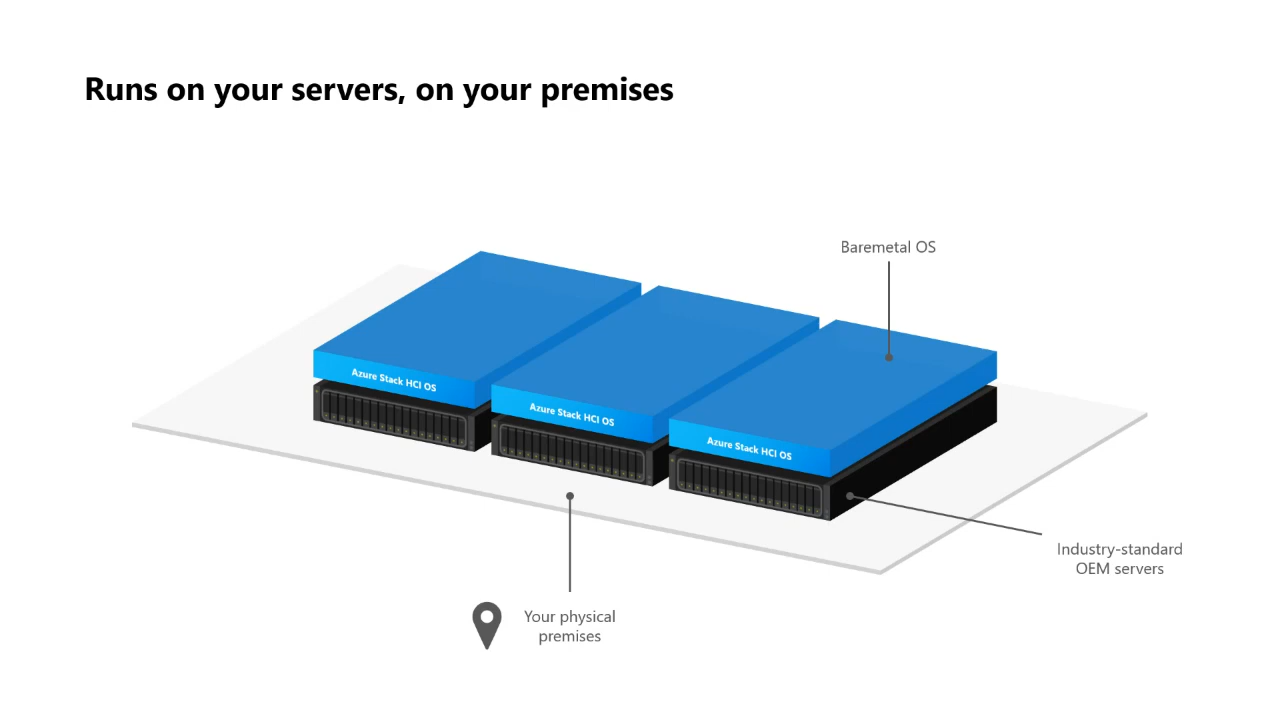 Runs on your servers, on your premises
Baremetal OS
Azure Stack HCI OS
Azure Stack HCI OS
Azure Stack HCI OS
Industry-standard
OEM servers
Your physical
premises